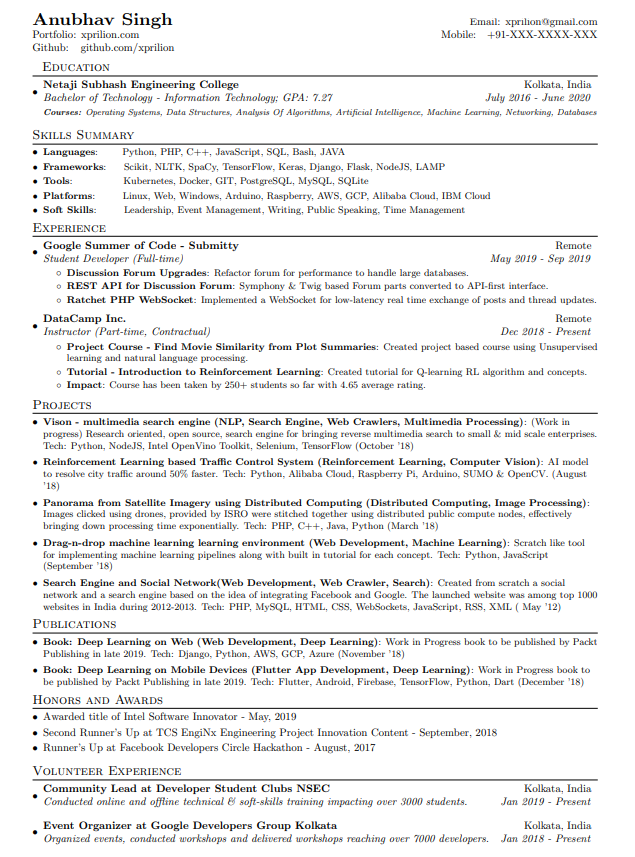 Anubhav Singh
Email: xprilion@gmail.com
Portfolio: xprilion.com
Mobile: +91-XXX-XXXX-XXX
Github: github.com/xprilion
Education
• Netaji Subhash Engineering College Kolkata, India
Bachelor of Technology - Information Technology; GPA: 7.27 July 2016 - June 2020
Courses: Operating Systems, Data Structures, Analysis Of Algorithms, Artificial Intelligence, Machine Learning, Networking, Databases
Skills Summary
• Languages: Python, PHP, C++, JavaScript, SQL, Bash, JAVA
• Frameworks: Scikit, NLTK, SpaCy, TensorFlow, Keras, Django, Flask, NodeJS, LAMP
• Tools: Kubernetes, Docker, GIT, PostgreSQL, MySQL, SQLite
• Platforms: Linux, Web, Windows, Arduino, Raspberry, AWS, GCP, Alibaba Cloud, IBM Cloud
• Soft Skills: Leadership, Event Management, Writing, Public Speaking, Time Management
Experience
• Google Summer of Code - Submitty Remote
Student Developer (Full-time) May 2019 - Sep 2019
◦ Discussion Forum Upgrades: Refactor forum for performance to handle large databases.
◦ REST API for Discussion Forum: Symphony & Twig based Forum parts converted to API-first interface.
◦ Ratchet PHP WebSocket: Implemented a WebSocket for low-latency real time exchange of posts and thread updates.
• DataCamp Inc. Remote
Instructor (Part-time, Contractual) Dec 2018 - Present
◦ Project Course - Find Movie Similarity from Plot Summaries: Created project based course using Unsupervised
learning and natural language processing.
◦ Tutorial - Introduction to Reinforcement Learning: Created tutorial for Q-learning RL algorithm and concepts.
◦ Impact: Course has been taken by 250+ students so far with 4.65 average rating.
Projects
• Vison - multimedia search engine (NLP, Search Engine, Web Crawlers, Multimedia Processing): (Work in
progress) Research oriented, open source, search engine for bringing reverse multimedia search to small & mid scale enterprises.
Tech: Python, NodeJS, Intel OpenVino Toolkit, Selenium, TensorFlow (October '18)
• Reinforcement Learning based Traffic Control System (Reinforcement Learning, Computer Vision): AI model
to resolve city traffic around 50% faster. Tech: Python, Alibaba Cloud, Raspberry Pi, Arduino, SUMO & OpenCV. (August
'18)
• Panorama from Satellite Imagery using Distributed Computing (Distributed Computing, Image Processing):
Images clicked using drones, provided by ISRO were stitched together using distributed public compute nodes, effectively
bringing down processing time exponentially. Tech: PHP, C++, Java, Python (March '18)
• Drag-n-drop machine learning learning environment (Web Development, Machine Learning): Scratch like tool
for implementing machine learning pipelines along with built in tutorial for each concept. Tech: Python, JavaScript
(September '18)
• Search Engine and Social Network(Web Development, Web Crawler, Search): Created from scratch a social
network and a search engine based on the idea of integrating Facebook and Google. The launched website was among top 1000
websites in India during 2012-2013. Tech: PHP, MySQL, HTML, CSS, WebSockets, JavaScript, RSS, XML ( May '12)
Publications
• Book: Deep Learning on Web (Web Development, Deep Learning): Work in Progress book to be published by Packt
Publishing in late 2019. Tech: Django, Python, AWS, GCP, Azure (November '18)
• Book: Deep Learning on Mobile Devices (Flutter App Development, Deep Learning): Work in Progress book to
be published by Packt Publishing in late 2019. Tech: Flutter, Android, Firebase, TensorFlow, Python, Dart (December '18)
Honors and Awards
• Awarded title of Intel Software Innovator - May, 2019
• Second Runner's Up at TCS EngiNx Engineering Project Innovation Content - September, 2018
• Runner's Up at Facebook Developers Circle Hackathon - August, 2017
Volunteer Experience
• Community Lead at Developer Student Clubs NSEC Kolkata, India
Conducted online and offline technical & soft-skills training impacting over 3000 students. Jan 2019 - Present
• Event Organizer at Google Developers Group Kolkata Kolkata, India
Organized events, conducted workshops and delivered workshops reaching over 7000 developers. Jan 2018 - Present